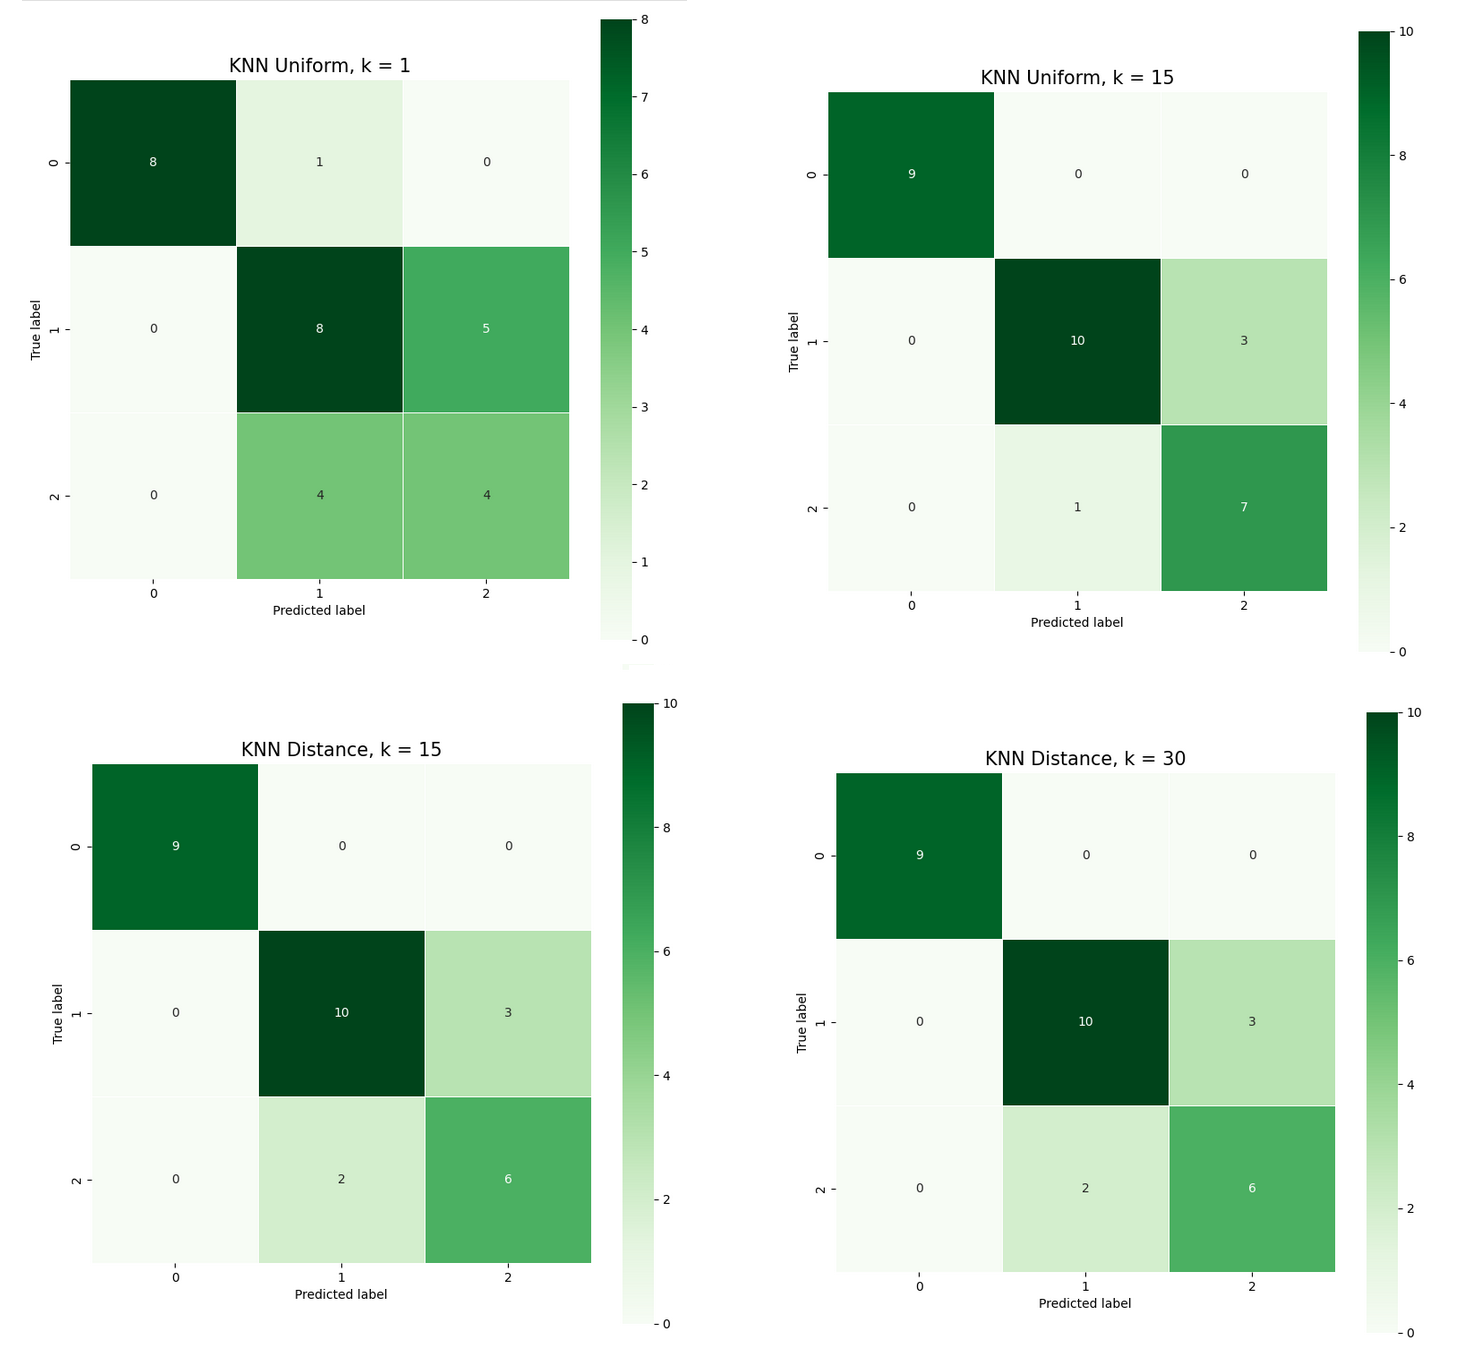 KNN Uniform, k = 1
8 1 0
0 8 5
0 4 4
0 1 2
True label
0 1 2
Predicted label
8
7
6
5
4
3
2
1
0
KNN Uniform, k = 15
9 0 0
0 10 3
0 1 7
0 1 2
True label
0 1 2
Predicted label
10
8
6
4
2
0
KNN Distance, k = 15
9 0 0
0 10 3
0 2 6
0 1 2
True label
0 1 2
Predicted label
10
8
6
4
2
0
KNN Distance, k = 30
9 0 0
0 10 3
0 2 6
0 1 2
True label
0 1 2
Predicted label
10
8
6
4
2
0